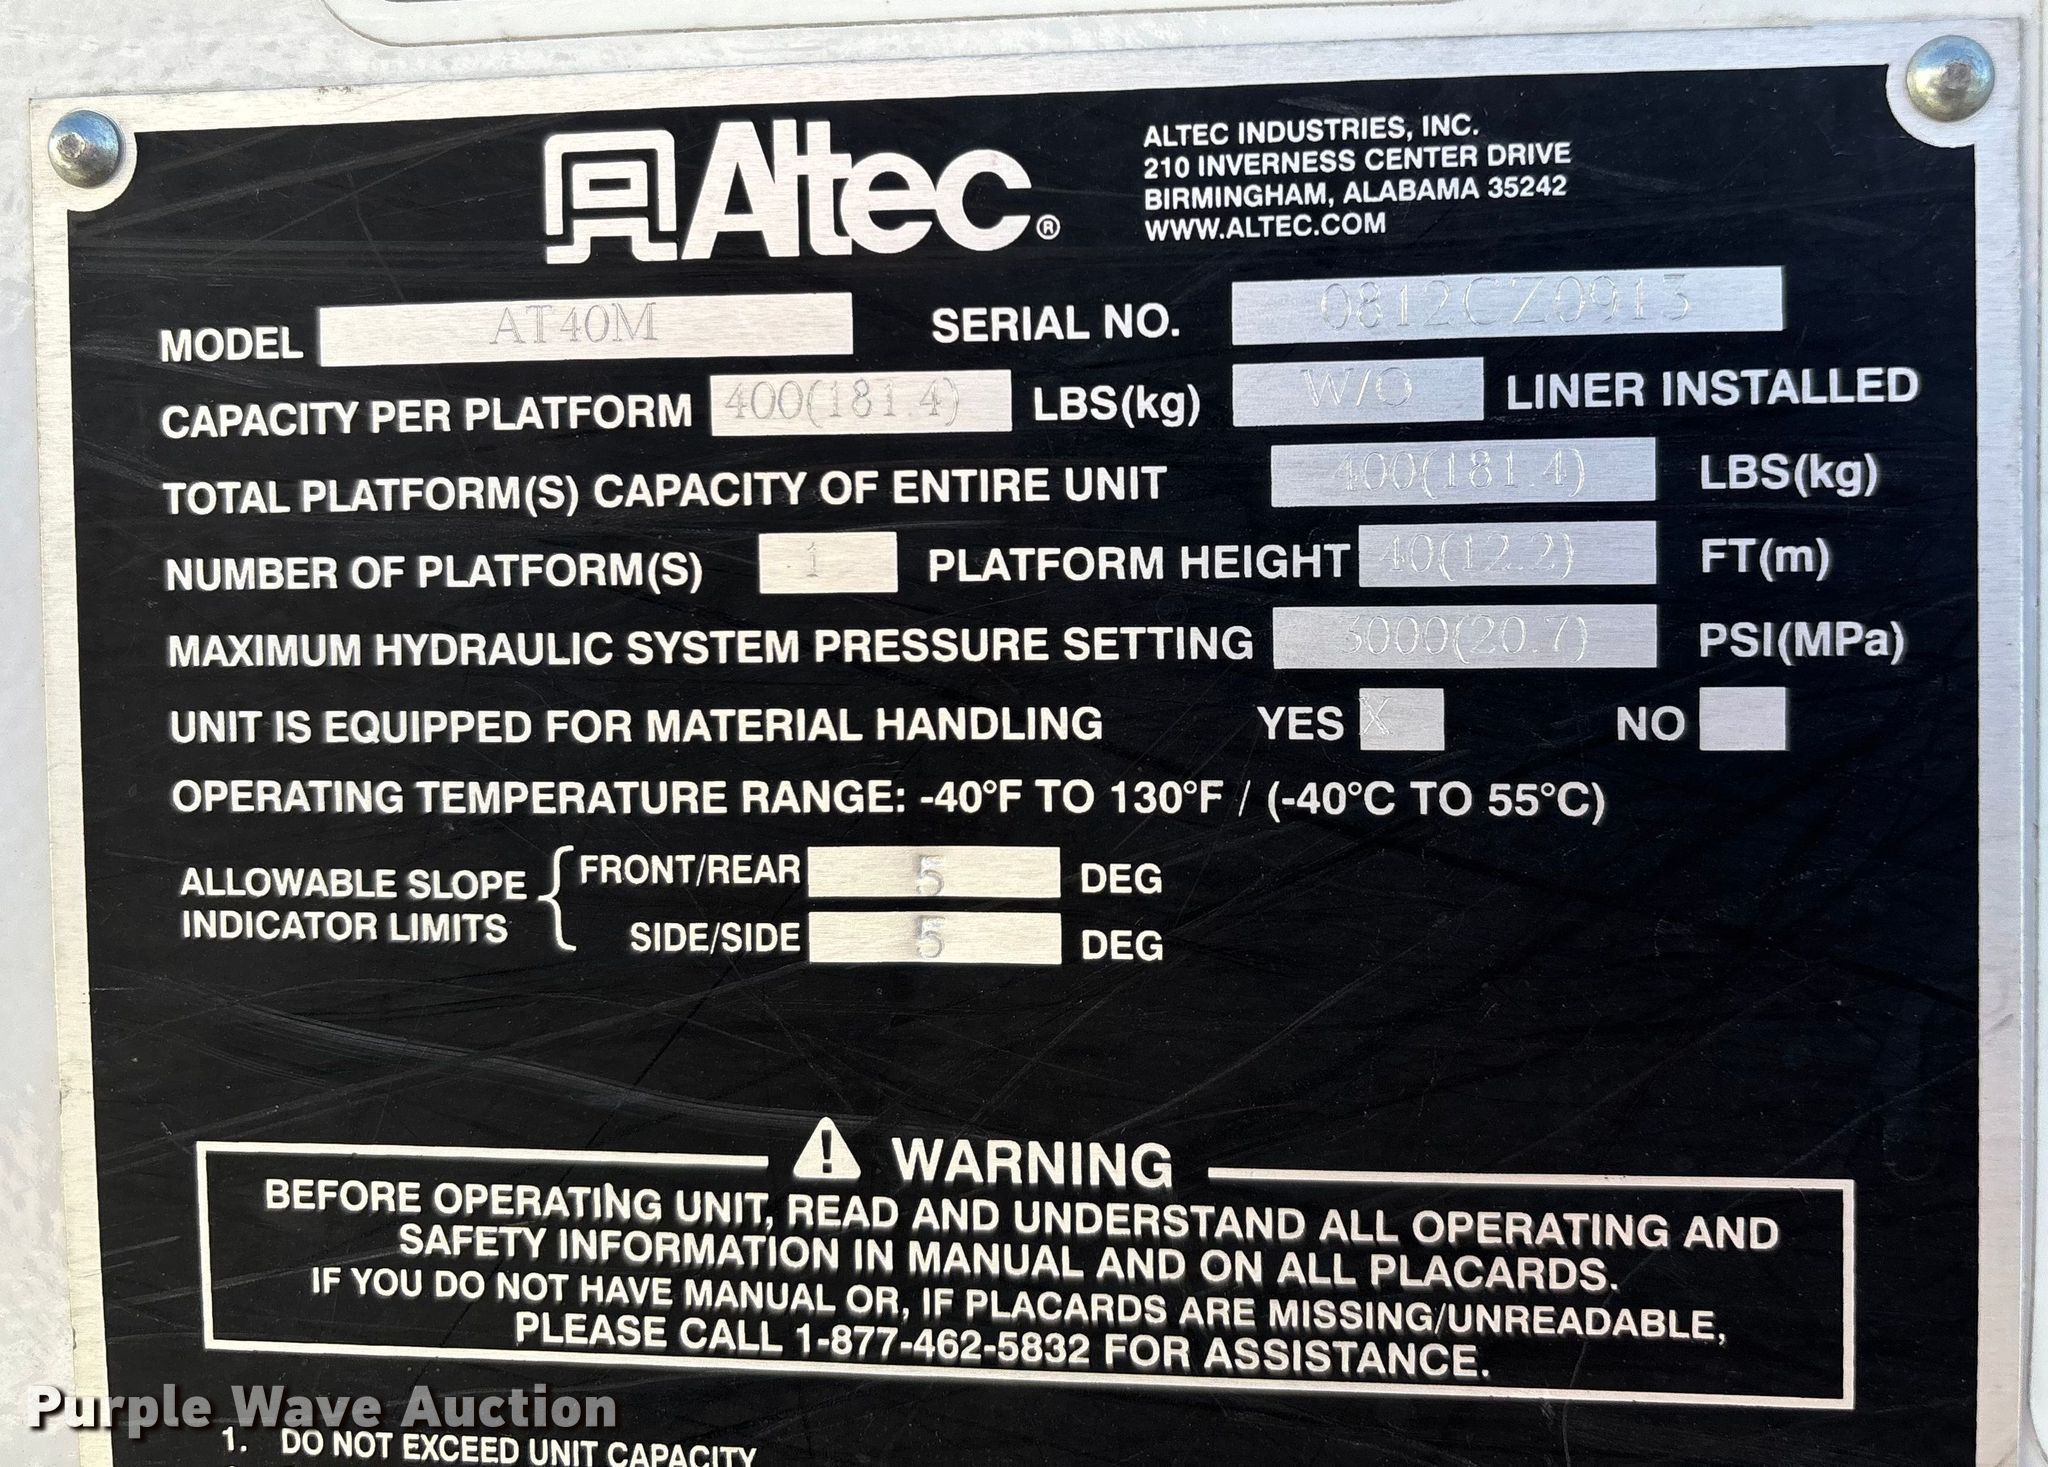 Altec®
ALTEC INDUSTRIES, INC.
210 INVERNESS CENTER DRIVE
BIRMINGHAM, ALABAMA 35242
WWW.ALTEC.COM
MODEL AT40M SERIAL NO. 0812CZ0913
CAPACITY PER PLATFORM 400(181.4) LBS(kg) W/O LINER INSTALLED
TOTAL PLATFORM(S) CAPACITY OF ENTIRE UNIT 400(181.4) LBS(kg)
NUMBER OF PLATFORM(S) 1 PLATFORM HEIGHT 40(12.2) FT(m)
MAXIMUM HYDRAULIC SYSTEM PRESSURE SETTING 3000(20.7) PSI(MPa)
UNIT IS EQUIPPED FOR MATERIAL HANDLING YES X NO
OPERATING TEMPERATURE RANGE: -40°F TO 130°F / (-40°C TO 55°C)
ALLOWABLE SLOPE INDICATOR LIMITS
FRONT/REAR 5 DEG
SIDE/SIDE 5 DEG
WARNING
BEFORE OPERATING UNIT, READ AND UNDERSTAND ALL OPERATING AND
SAFETY INFORMATION IN MANUAL AND ON ALL PLACARDS.
IF YOU DO NOT HAVE MANUAL OR, IF PLACARDS ARE MISSING/UNREADABLE,
PLEASE CALL 1-877-462-5832 FOR ASSISTANCE.
Purple Wave Auction
1. DO NOT EXCEED UNIT CAPACITY